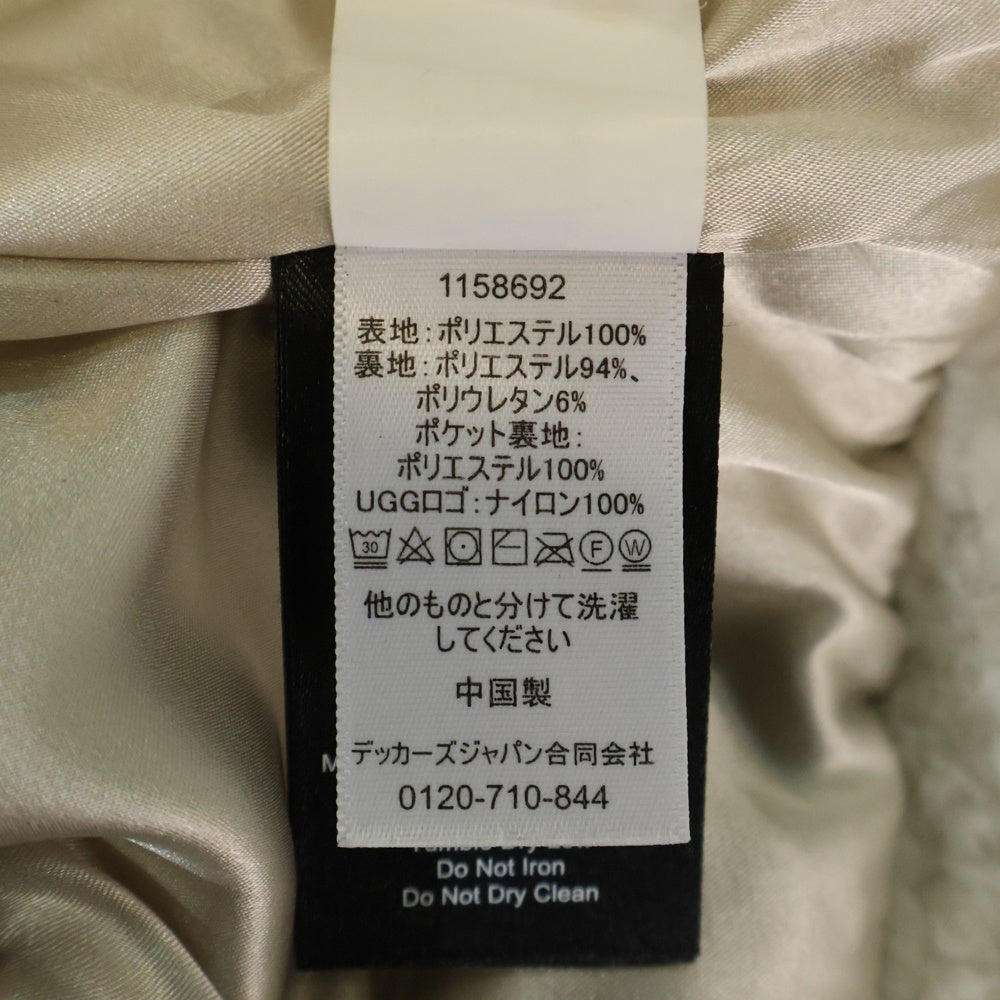 1158692
表地:ポリエステル100%
裏地:ポリエステル94%、
ポリウレタン6%
ポケット裏地:
ポリエステル100%
UGGロゴ:ナイロン100%
30 F W
他のものと分けて洗濯
してください
中国製
デッカーズジャパン合同会社
0120-710-844
Do Not Iron
Do Not Dry Clean